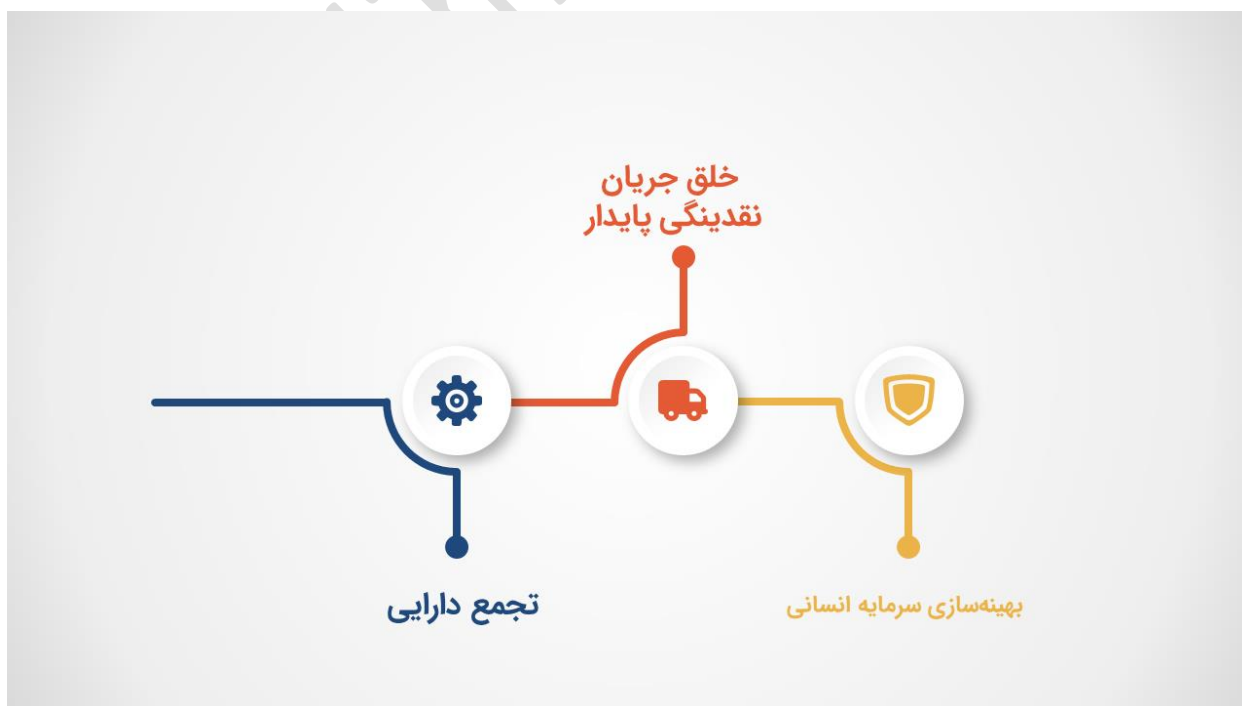 خلق جریان
نقدینگی پایدار
تجمع دارایی
بهینه‌سازی سرمایه انسانی